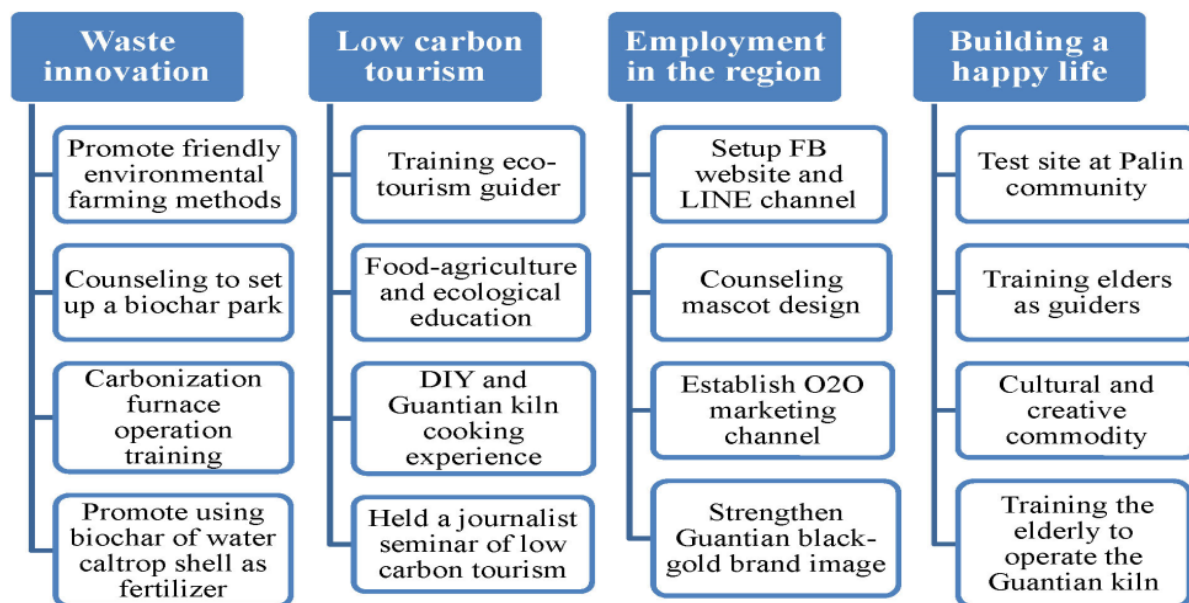 Waste
innovation
Promote friendly
environmental
farming methods
Counseling to set
up a biochar park
Carbonization
furnace
operation
training
Promote using
biochar of water
caltrop shell as
fertilizer
Low carbon
tourism
Training eco-
tourism guider
Food-agriculture
and ecological
education
DIY and
Guantian kiln
cooking
experience
Held a journalist
seminar of low
carbon tourism
Employment
in the region
Setup FB
website and
LINE channel
Counseling
mascot design
Establish O2O
marketing
channel
Strengthen
Guantian black-
gold brand image
Building a
happy life
Test site at Palin
community
Training elders
as guiders
Cultural and
creative
commodity
Training the
elderly to
operate the
Guantian kiln